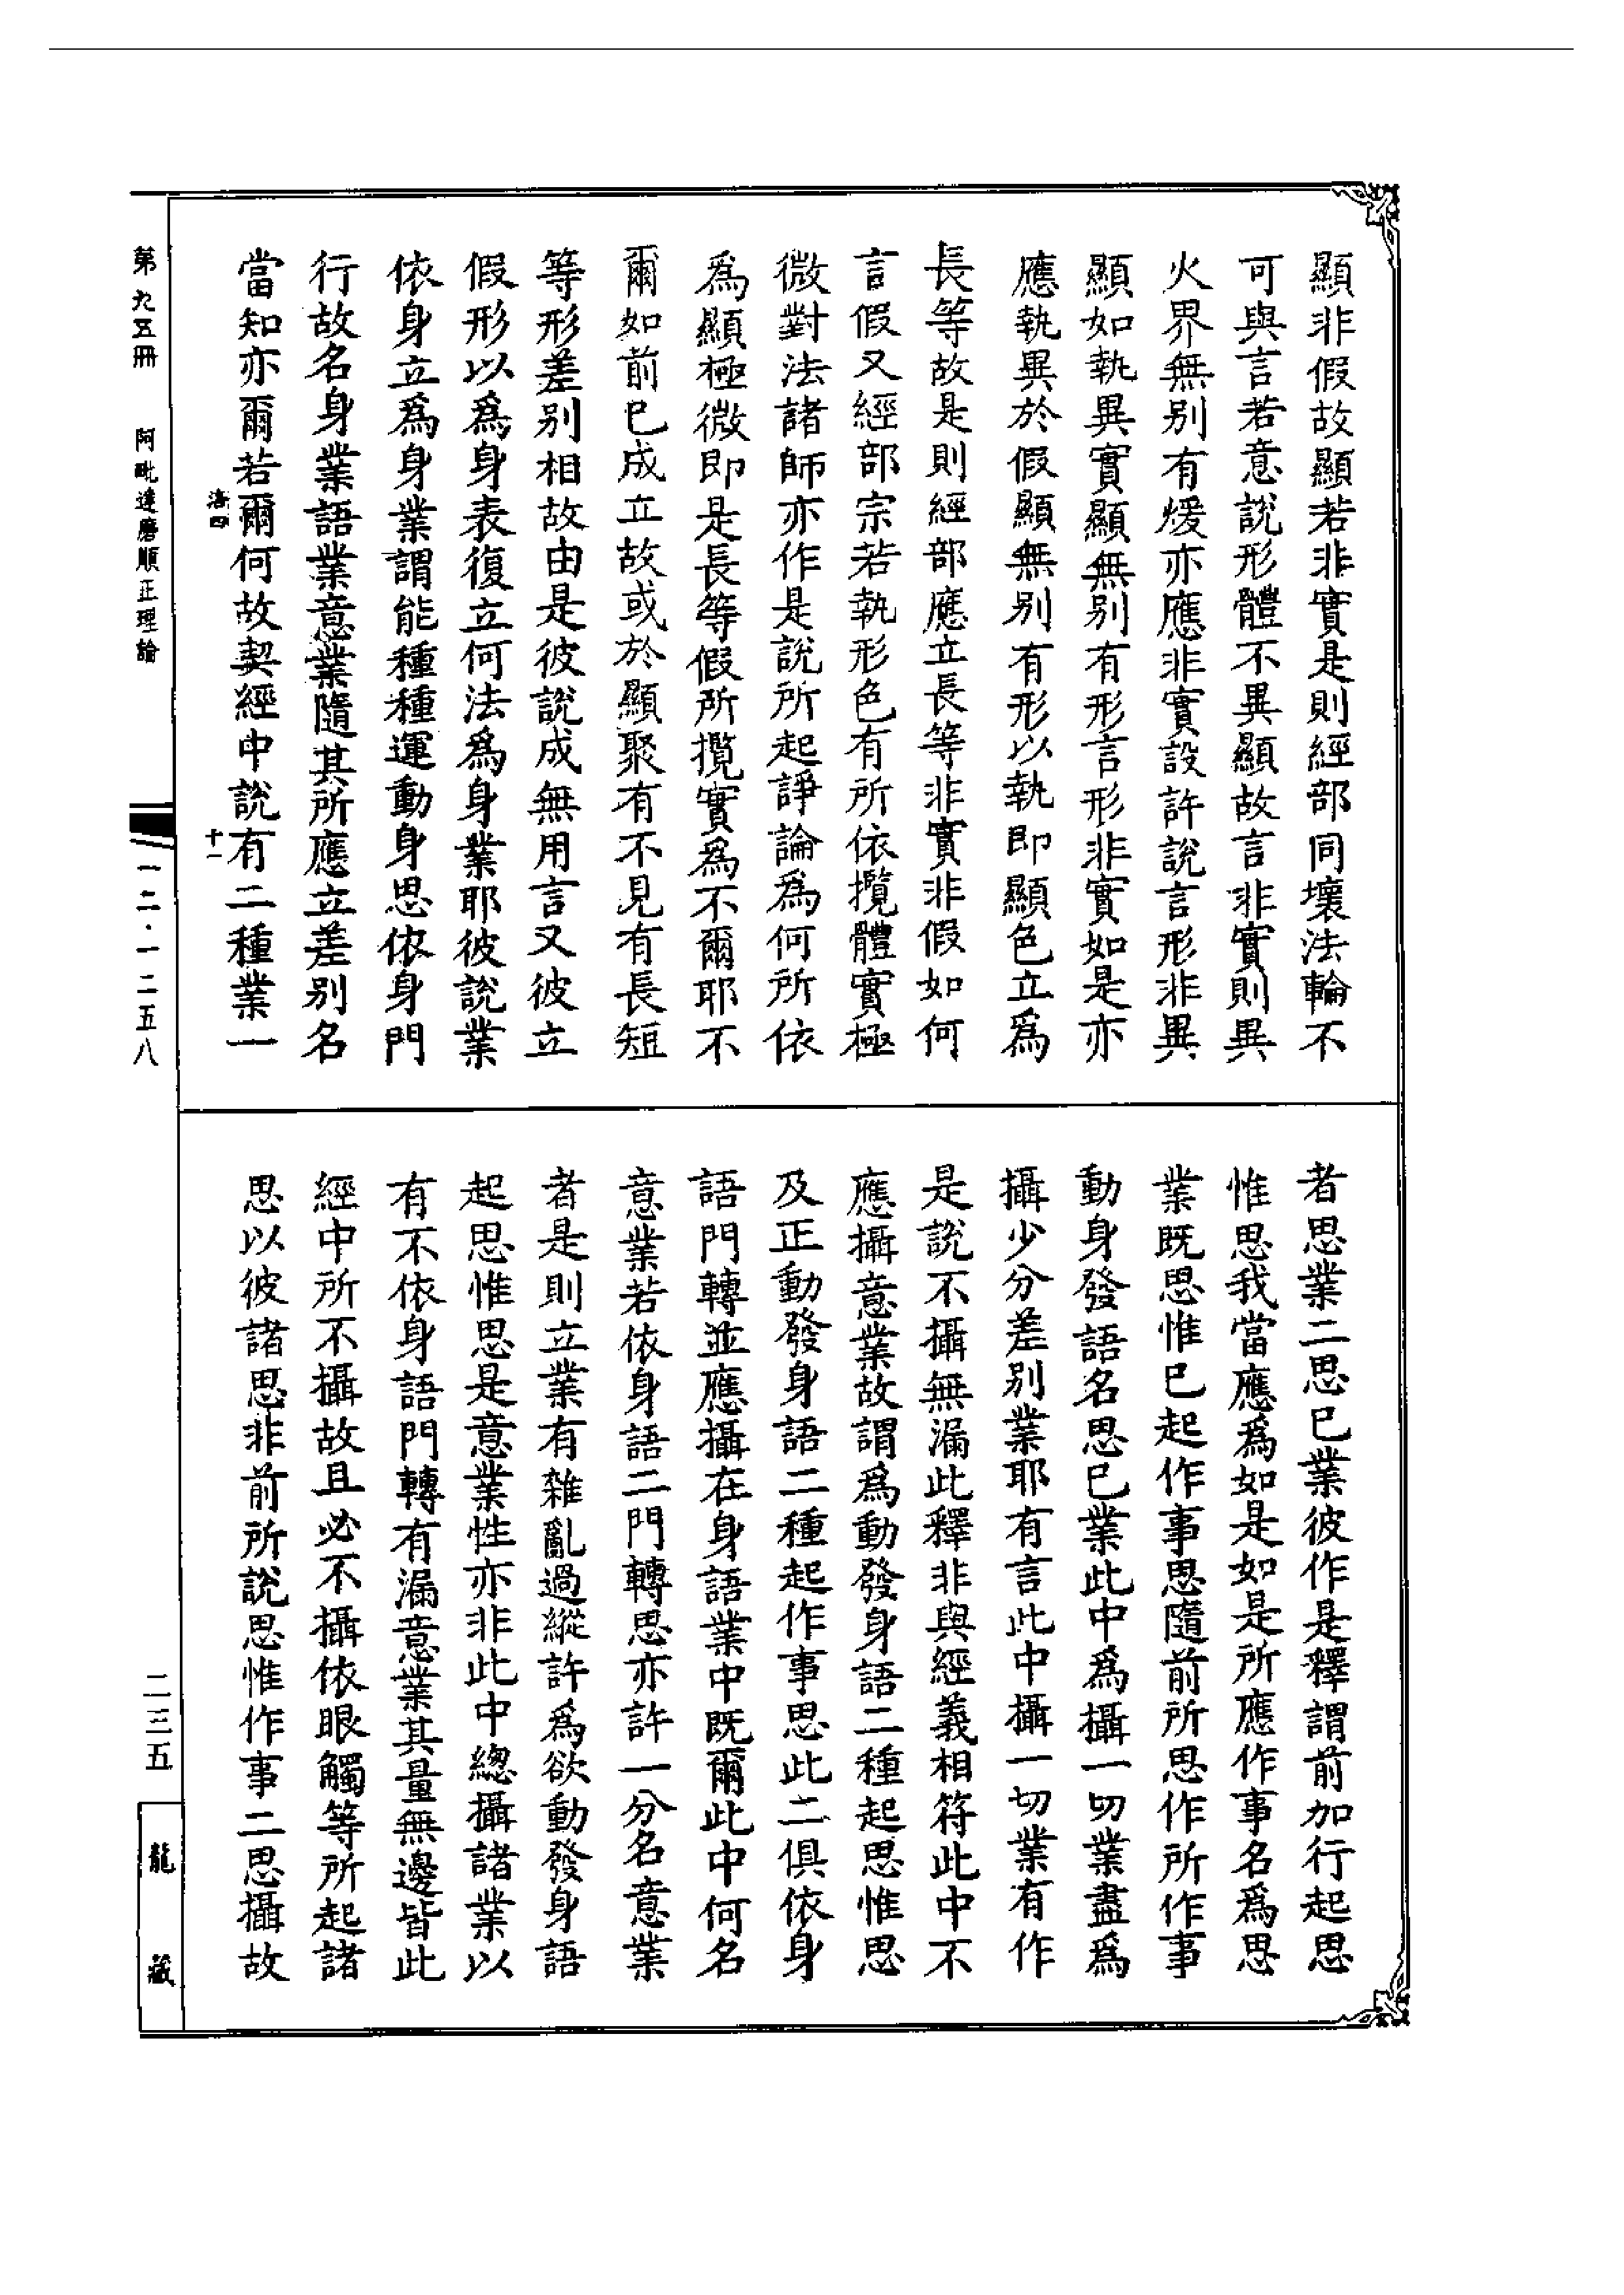 顯非假故顯若非實是則經部同壞法輪不
可與言若意說形體不異顯故言非實則異
火界無別有煖亦應非實設許說言形非異
顯如執異實顯無別有形言形非實如是亦
應執異於假顯無別有形以執即顯色立為
長等故是則經部應立長等非實非假如何
言假又經部宗若執形色有所依攬體實極
微對法諸師亦作是說所起諍論為何所依
為顯極微即是長等假所攬實為不爾耶不
爾如前已成立故或於顯聚有不見有長短
等形差別相故由是彼說成無用言又彼立
假形以為身表復立何法為身業耶彼說業
依身立為身業謂能種種運動身思依身門
行故名身業語業意業隨其所應立差別名
當知亦爾若爾何故契經中說有二種業一
者思業二思已業彼作是釋謂前加行起思
惟思我當應為如是如是所應作事名為思
業既思惟已起作事思隨前所思作所作事
動身發語名思已業此中為攝一切業盡為
攝少分差別業耶有言此中攝一切業有作
是說不攝無漏此釋非與經義相符此中不
應攝意業故謂為動發身語二種起思惟思
及正動發身語二種起作事思此二俱依身
語門轉並應攝在身語業中既爾此中何名
意業若依身語二門轉思亦許一分名意業
者是則立業有雜亂過縱許為欲動發身語
起思惟思是意業性亦非此中總攝諸業以
有不依身語門轉有漏意業其量無邊皆此
經中所不攝故且必不攝依眼觸等所起諸
思以彼諸思非前所說思惟作事二思攝故
第九五冊　阿毗達磨順正理論
十一
一二·一二五八
二三五
龍藏